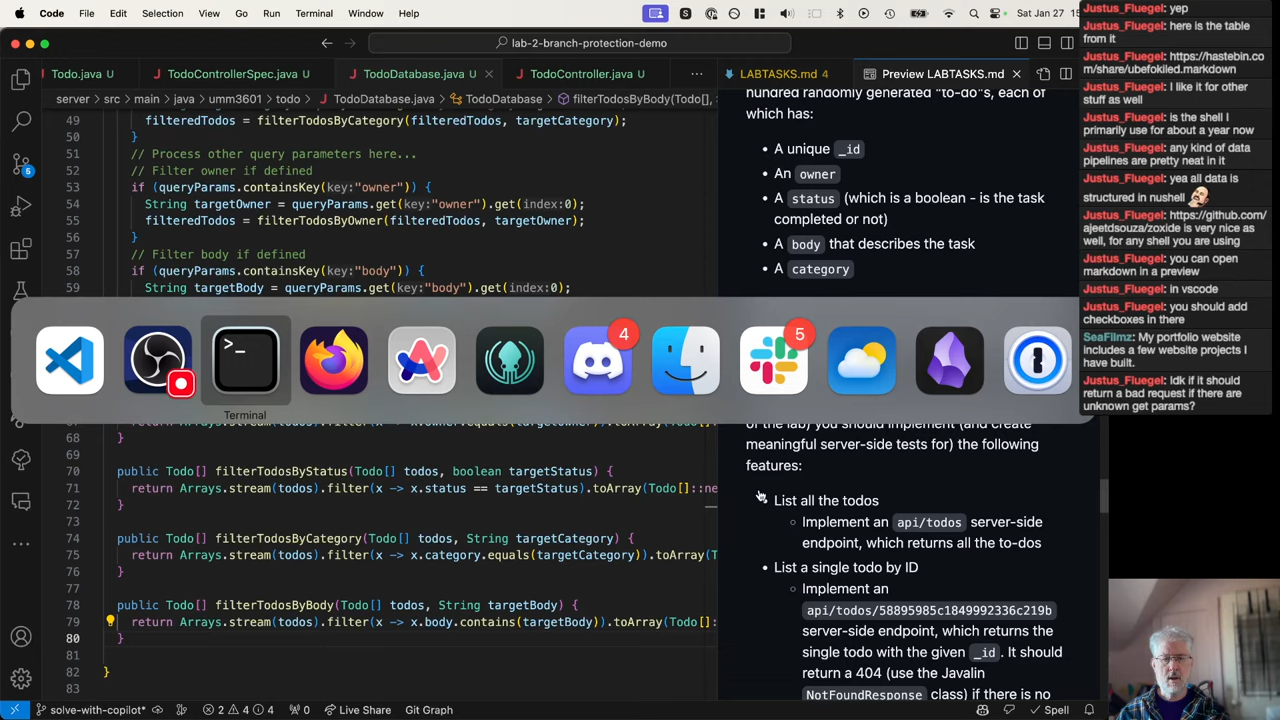 Code
File
Edit
Selection
View
Go
Run
Terminal
Window
Help
Sat Jan 27
lab-2-branch-protection-demo
Todo.java
U
TodoControllerSpec.java
U
TodoDatabase.java
U
TodoController.java
U
LABTASKS.md
4
Preview LABTASKS.md
server
src
main
java
umm3601
todo
TodoDatabase.java
TodoDatabase
filterTodosByBody(Todo[],
49
filteredTodos = filterTodosByCategory(filteredTodos, targetCategory);
50
}
51
// Process other query parameters here...
52
// Filter owner if defined
53
if (queryParams.containsKey(key:"owner")) {
54
String targetOwner = queryParams.get(key:"owner").get(index:0);
55
filteredTodos = filterTodosByOwner(filteredTodos, targetOwner);
56
}
57
// Filter body if defined
58
if (queryParams.containsKey(key:"body")) {
59
String targetBody = queryParams.get(key:"body").get(index:0);
68
}
69
70
public Todo[] filterTodosByStatus(Todo[] todos, boolean targetStatus) {
71
return Arrays.stream(todos).filter(x -> x.status == targetStatus).toArray(Todo[]::ne
72
}
73
74
public Todo[] filterTodosByCategory(Todo[] todos, String targetCategory) {
75
return Arrays.stream(todos).filter(x -> x.category.equals(targetCategory)).toArray(T
76
}
77
78
public Todo[] filterTodosByBody(Todo[] todos, String targetBody) {
79
return Arrays.stream(todos).filter(x -> x.body.contains(targetBody)).toArray(Todo[]:
80
}
81
82
}
83
hundred randomly generated "to-do"s, each of
which has:
A unique _id
An owner
A status (which is a boolean - is the task
completed or not)
A body that describes the task
A category
6
4
5
>_
Terminal
of the lab) you should implement (and create
meaningful server-side tests for) the following
features:
List all the todos
Implement an api/todos server-side
endpoint, which returns all the to-dos
List a single todo by ID
Implement an
api/todos/58895985c1849992336c219b
server-side endpoint, which returns the
single todo with the given _id. It should
return a 404 (use the Javalin
NotFoundResponse class) if there is no
Justus_Fluegel: yep
Justus_Fluegel: here is the table
from it
Justus_Fluegel: https://hastebin.co
m/share/ubefokiled.markdown
Justus_Fluegel: I like it for other
stuff as well
Justus_Fluegel: is the shell I
primarily use for about a year now
Justus_Fluegel: any kind of data
pipelines are pretty neat in it
Justus_Fluegel: yea all data is
structured in nushell
Justus_Fluegel: https://github.com/
ajeetdsouza/zoxide is very nice as
well, for any shell you are using
Justus_Fluegel: you can open
markdown in a preview
Justus_Fluegel: in vscode
Justus_Fluegel: you should add
checkboxes in there
SeaFilmz: My portfolio website
includes a few website projects I
have built.
Justus_Fluegel: idk if it should
return a bad request if there are
unknown get params?
solve-with-copilot*
2
4
4
0
Live Share
Git Graph
Spell